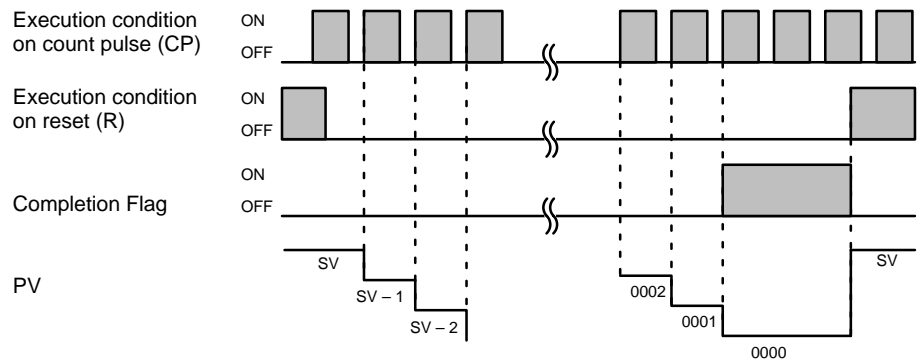 Execution condition
on count pulse (CP)
ON
OFF
Execution condition
on reset (R)
ON
OFF
Completion Flag
ON
OFF
PV
SV
SV – 1
SV – 2
0002
0001
0000
SV